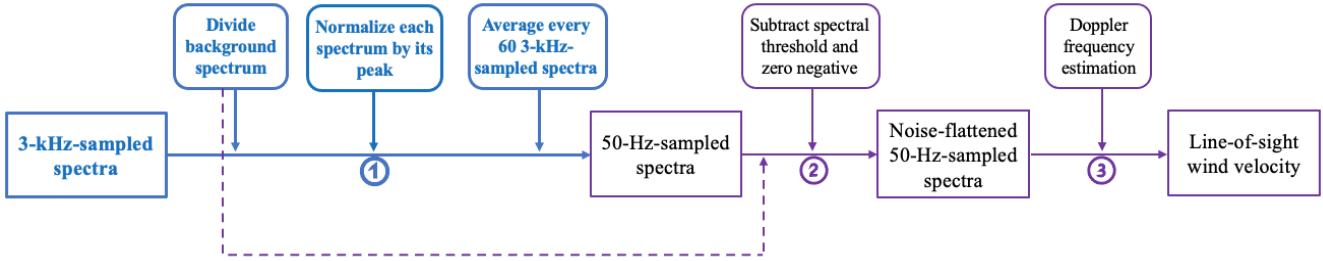 Divide
background
spectrum
Normalize each
spectrum by its
peak
Average every
60 3-kHz-
sampled spectra
Subtract spectral
threshold and
zero negative
Doppler
frequency
estimation
3-kHz-sampled
spectra
1
50-Hz-sampled
spectra
2
Noise-flattened
50-Hz-sampled
spectra
3
Line-of-sight
wind velocity